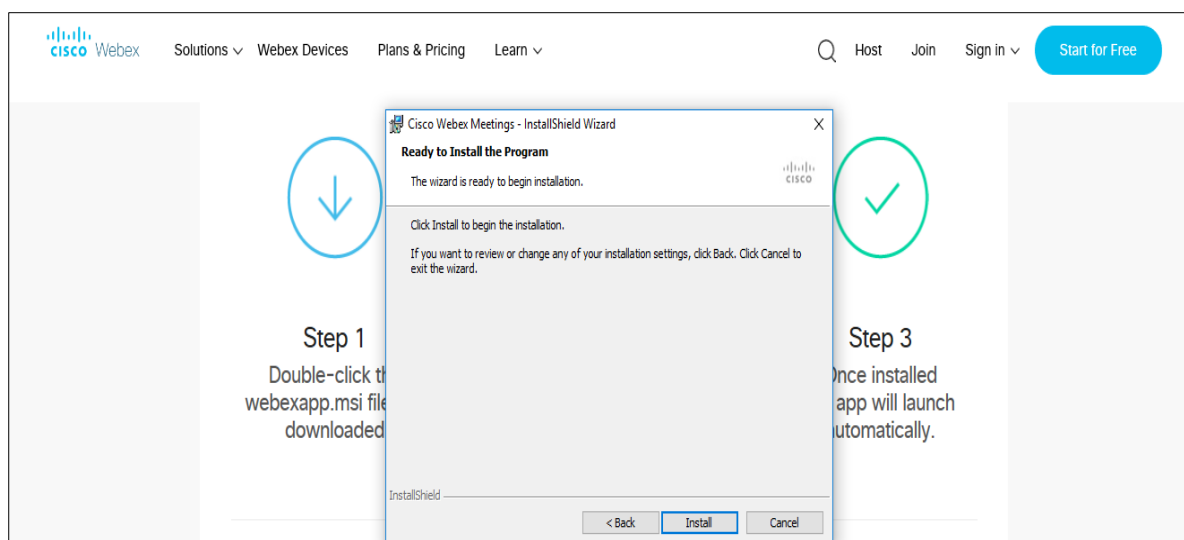 CISCO Webex Solutions Webex Devices Plans & Pricing Learn Host Join Sign in Start for Free
Cisco Webex Meetings - InstallShield Wizard X
Ready to Install the Program
The wizard is ready to begin installation.
CISCO
Click Install to begin the installation.
If you want to review or change any of your installation settings, click Back. Click Cancel to
exit the wizard.
InstallShield
< Back Install Cancel
Step 1
Double-click
webexapp.msi file
downloaded
Step 3
installed
app will launch
automatically.